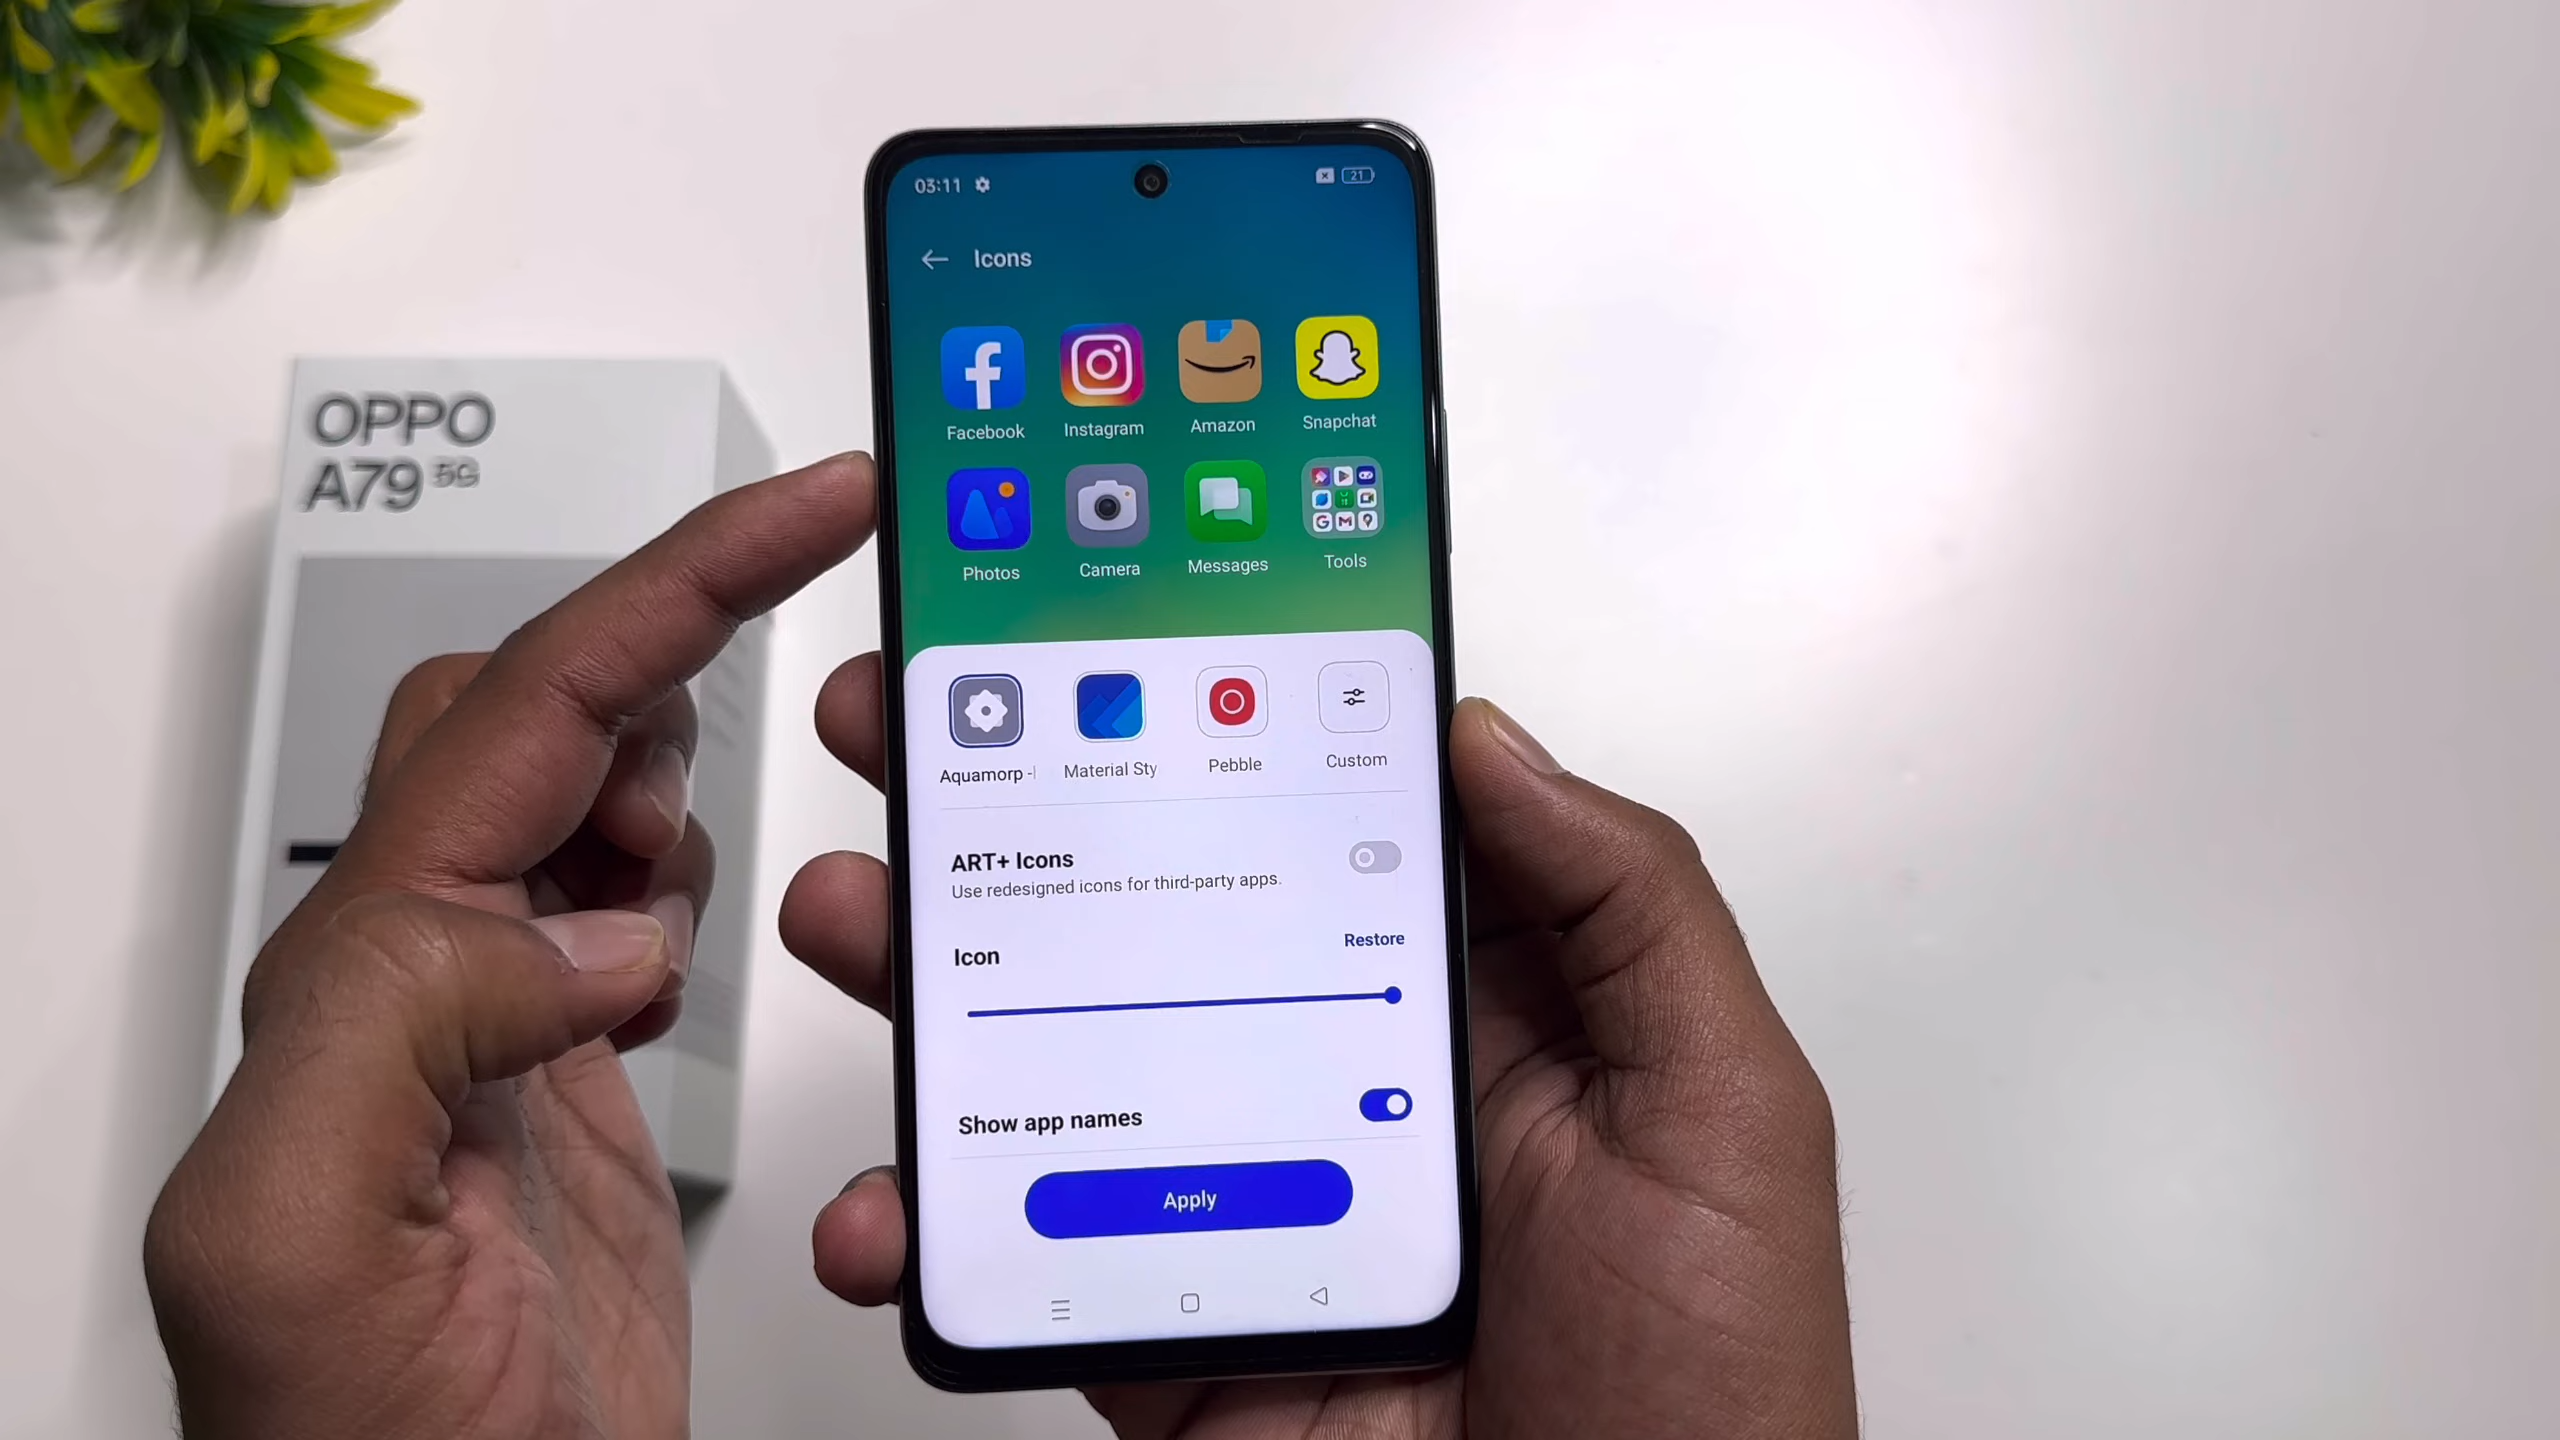 OPPO
A79 5G
03:11
21
Icons
Facebook Instagram Amazon Snapchat
Photos Camera Messages Tools
Aquamorp - Material Sty Pebble Custom
ART+ Icons
Use redesigned icons for third-party apps.
Icon Restore
Show app names
Apply